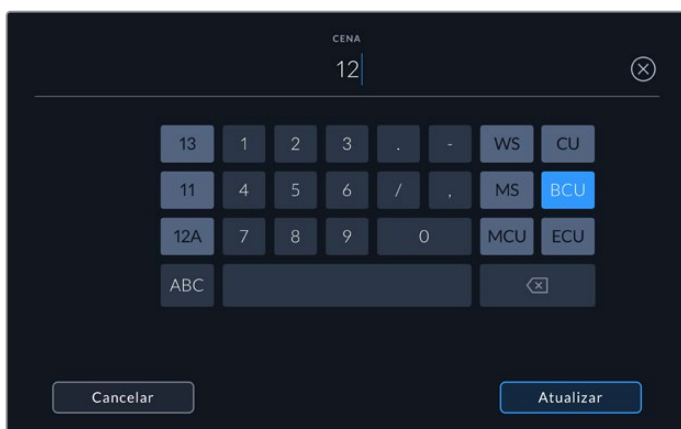 CENA
12
13 1 2 3 . - WS CU
11 4 5 6 / , MS BCU
12A 7 8 9 0 MCU ECU
ABC
Cancelar Atualizar